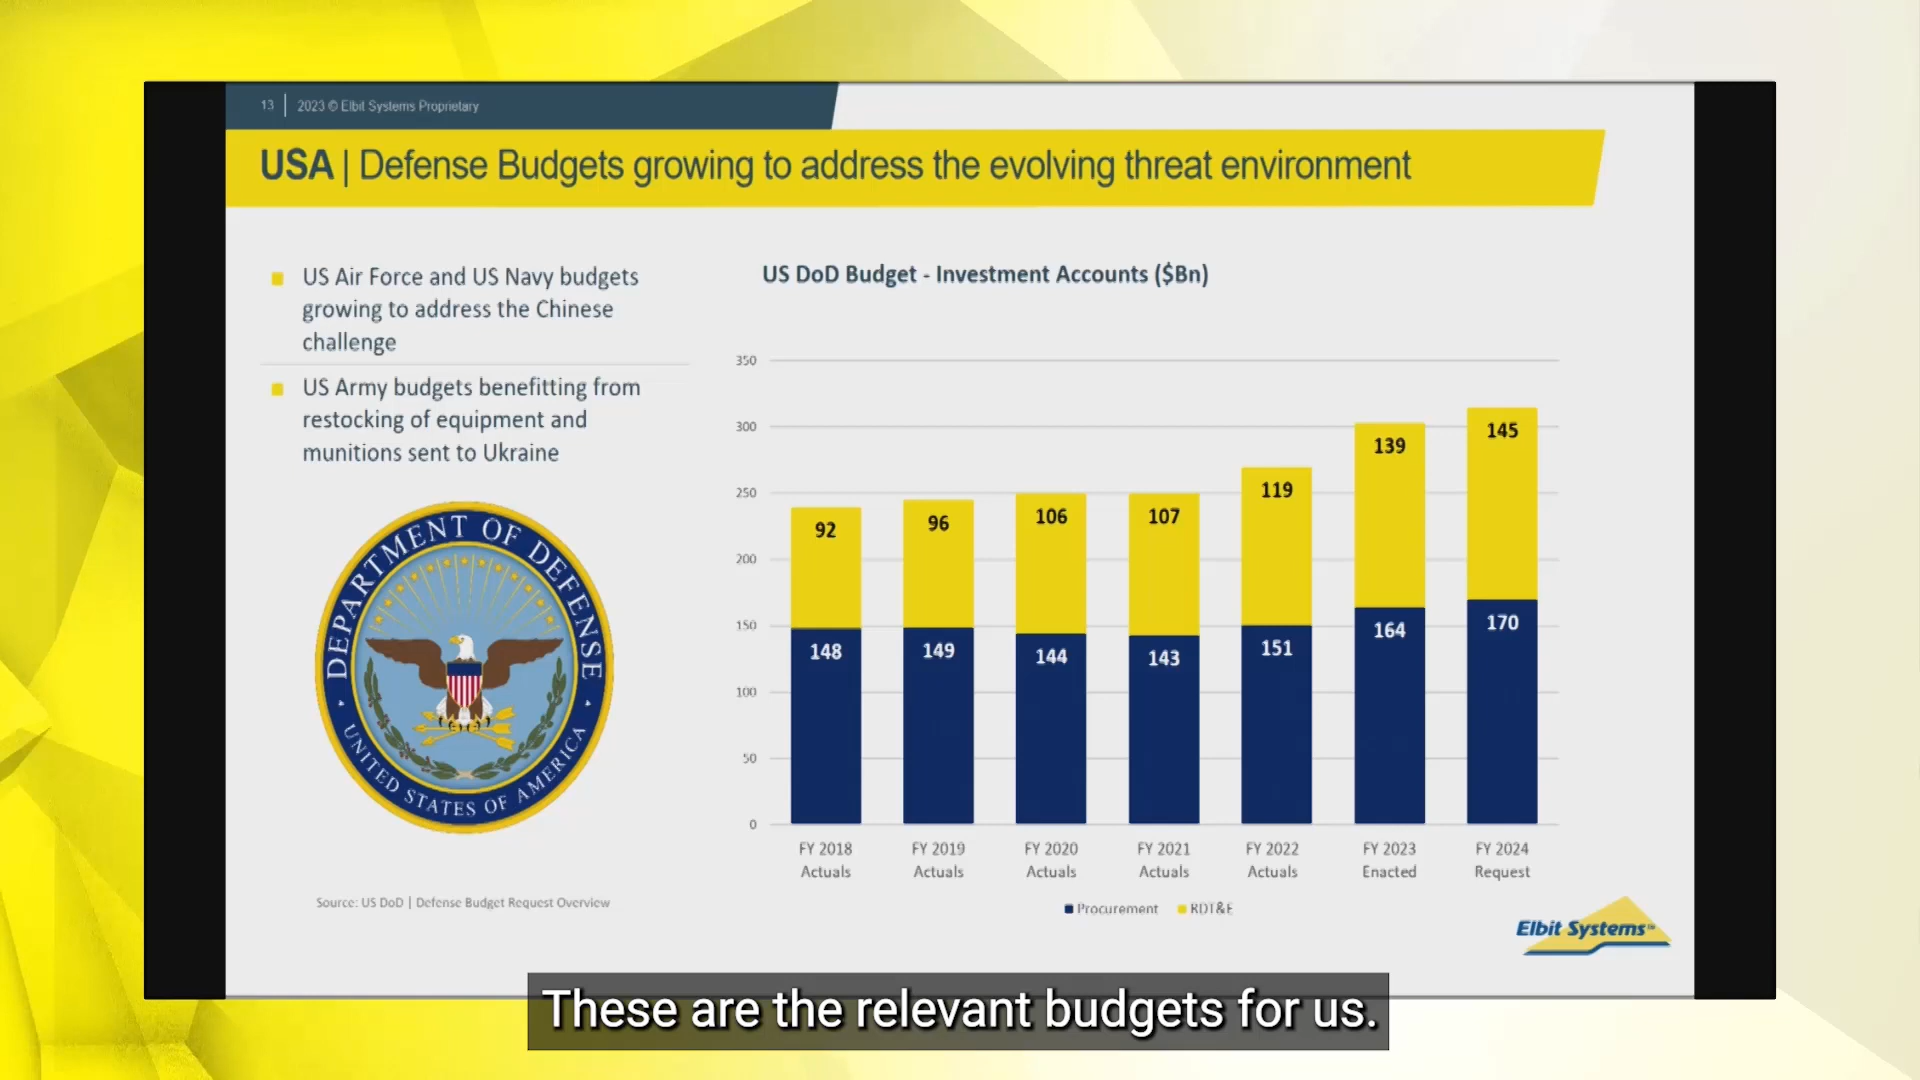 13 | 2023 © Elbit Systems Proprietary
USA | Defense Budgets growing to address the evolving threat environment
US Air Force and US Navy budgets
growing to address the Chinese
challenge
US Army budgets benefitting from
restocking of equipment and
munitions sent to Ukraine
DEPARTMENT OF DEFENSE
UNITED STATES OF AMERICA
Source: US DoD | Defense Budget Request Overview
US DoD Budget - Investment Accounts ($Bn)
350
300
250
200
150
100
50
0
92 96 106 107 119 139 145
148 149 144 143 151 164 170
FY 2018 FY 2019 FY 2020 FY 2021 FY 2022 FY 2023 FY 2024
Actuals Actuals Actuals Actuals Actuals Enacted Request
Procurement RDT&E
Elbit Systems™
These are the relevant budgets for us.